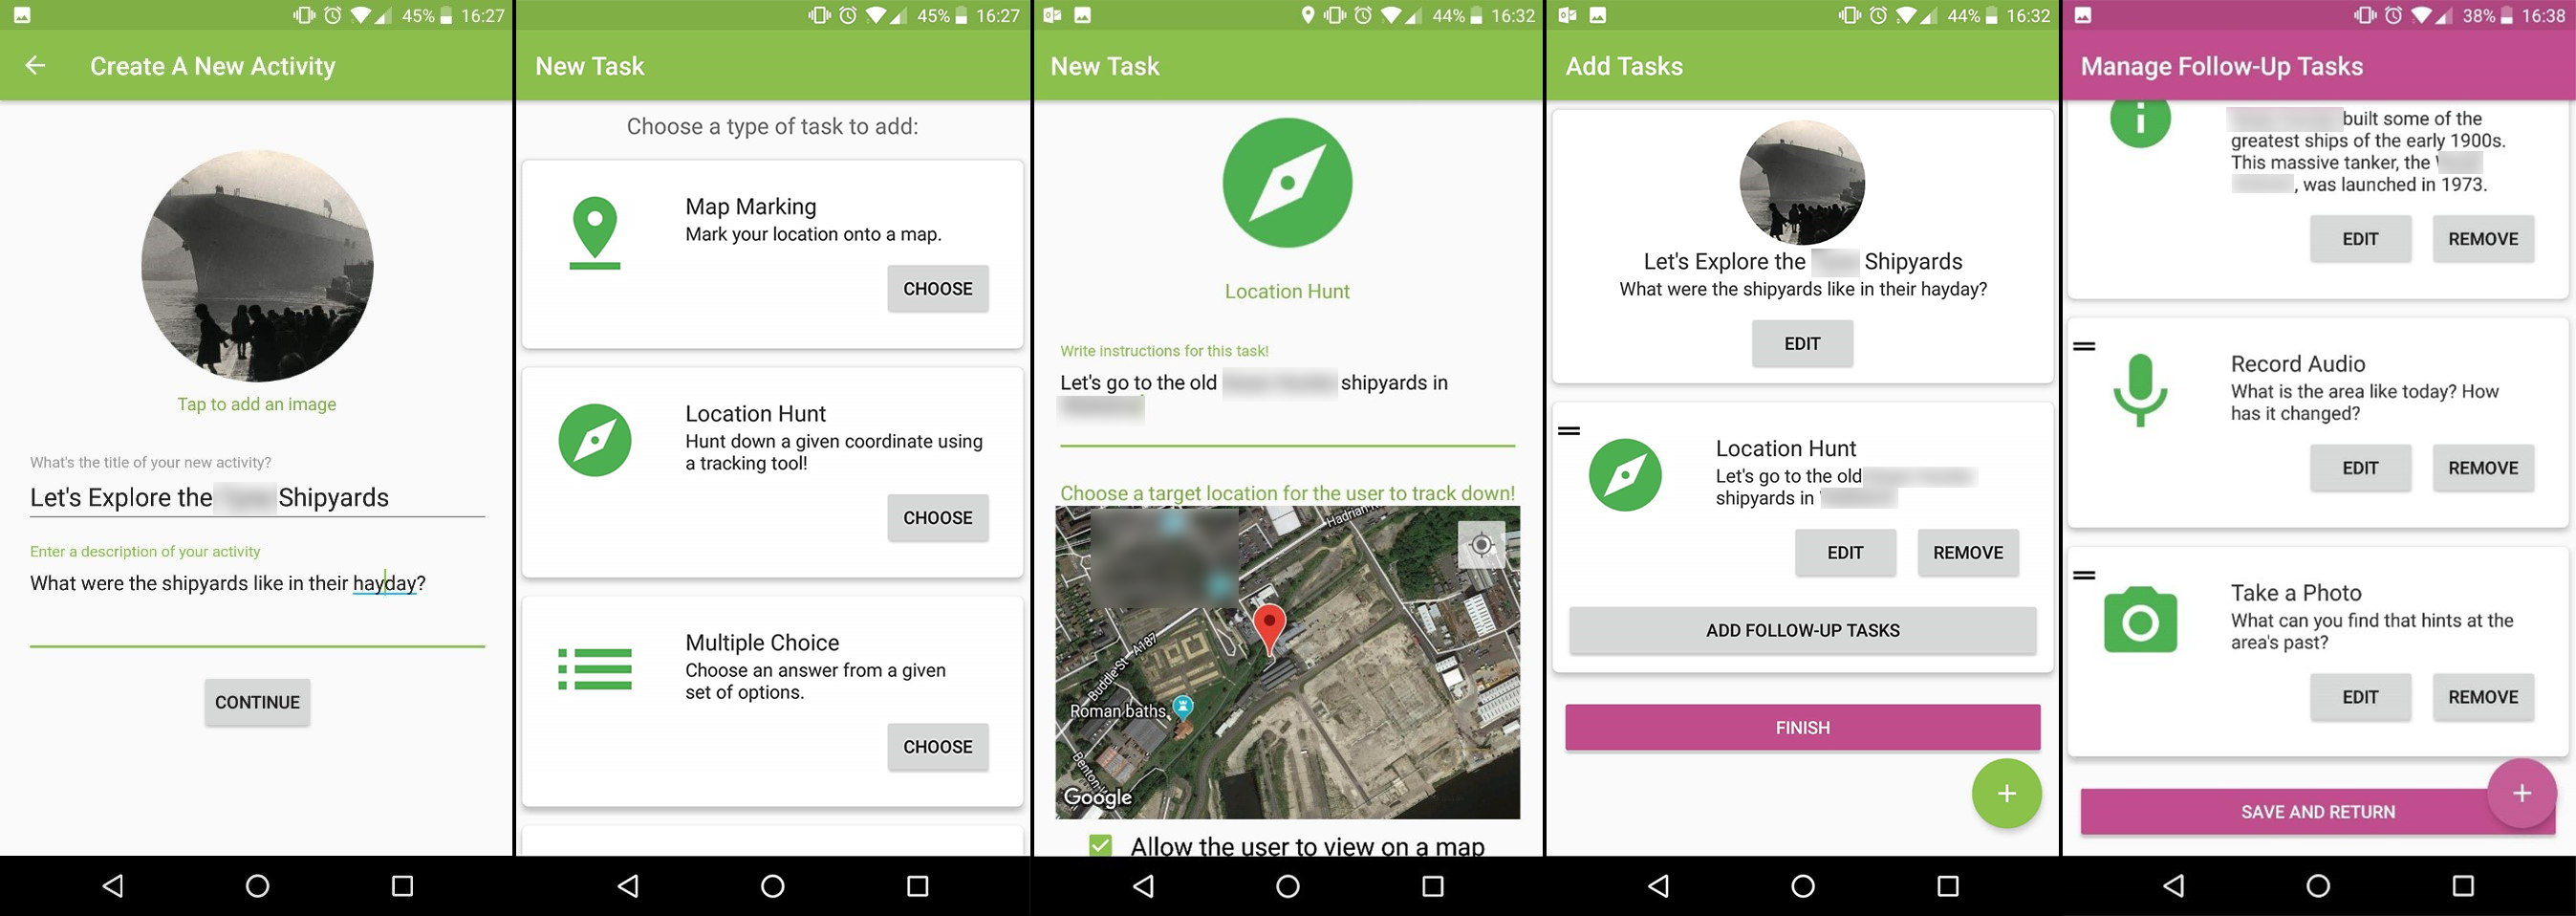 45% 16:27
Create A New Activity
Tap to add an image
What's the title of your new activity?
Let's Explore the Shipyards
Enter a description of your activity
What were the shipyards like in their hayday?
CONTINUE
45% 16:27
New Task
Choose a type of task to add:
Map Marking
Mark your location onto a map.
CHOOSE
Location Hunt
Hunt down a given coordinate using
a tracking tool!
CHOOSE
Multiple Choice
Choose an answer from a given
set of options.
CHOOSE
44% 16:32
New Task
Location Hunt
Write instructions for this task!
Let's go to the old shipyards in
Choose a target location for the user to track down!
Hadrian
Buddle St - A187
Roman baths
Benton
Google
Allow the user to view on a map
44% 16:32
Add Tasks
Let's Explore the Shipyards
What were the shipyards like in their hayday?
EDIT
Location Hunt
Let's go to the old
shipyards in
EDIT REMOVE
ADD FOLLOW-UP TASKS
FINISH
+
38% 16:38
Manage Follow-Up Tasks
built some of the
greatest ships of the early 1900s.
This massive tanker, the
, was launched in 1973.
EDIT REMOVE
Record Audio
What is the area like today? How
has it changed?
EDIT REMOVE
Take a Photo
What can you find that hints at the
area's past?
EDIT REMOVE
SAVE AND RETURN
+